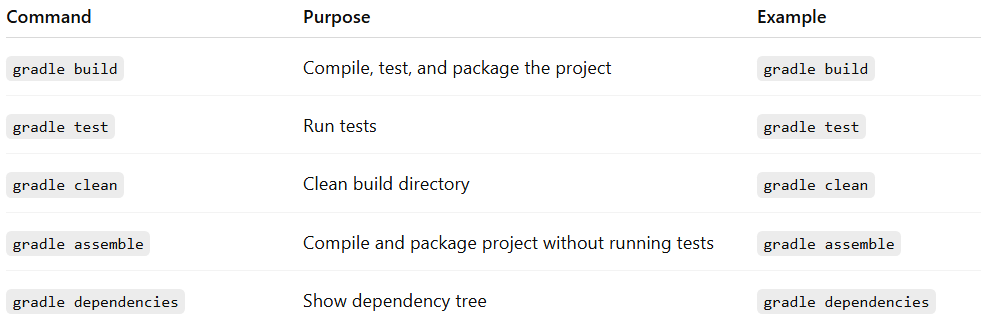 Command Purpose Example
gradle build Compile, test, and package the project gradle build
gradle test Run tests gradle test
gradle clean Clean build directory gradle clean
gradle assemble Compile and package project without running tests gradle assemble
gradle dependencies Show dependency tree gradle dependencies